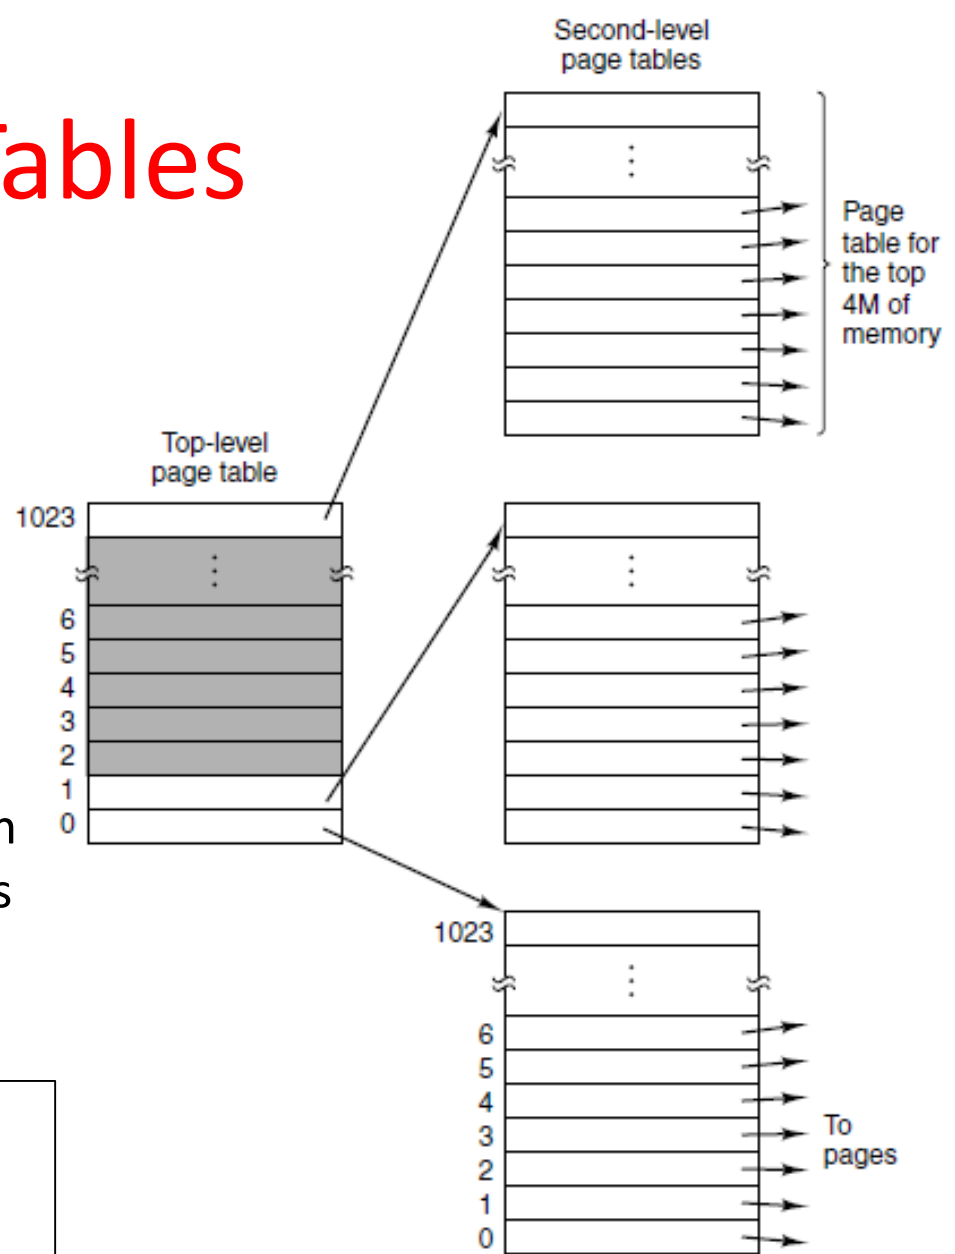 Tables
Second-level
page tables
Page
table for
the top
4M of
memory
Top-level
page table
1023
6
5
4
3
2
1
0
1023
6
5
4
3
2
1
0
To
pages